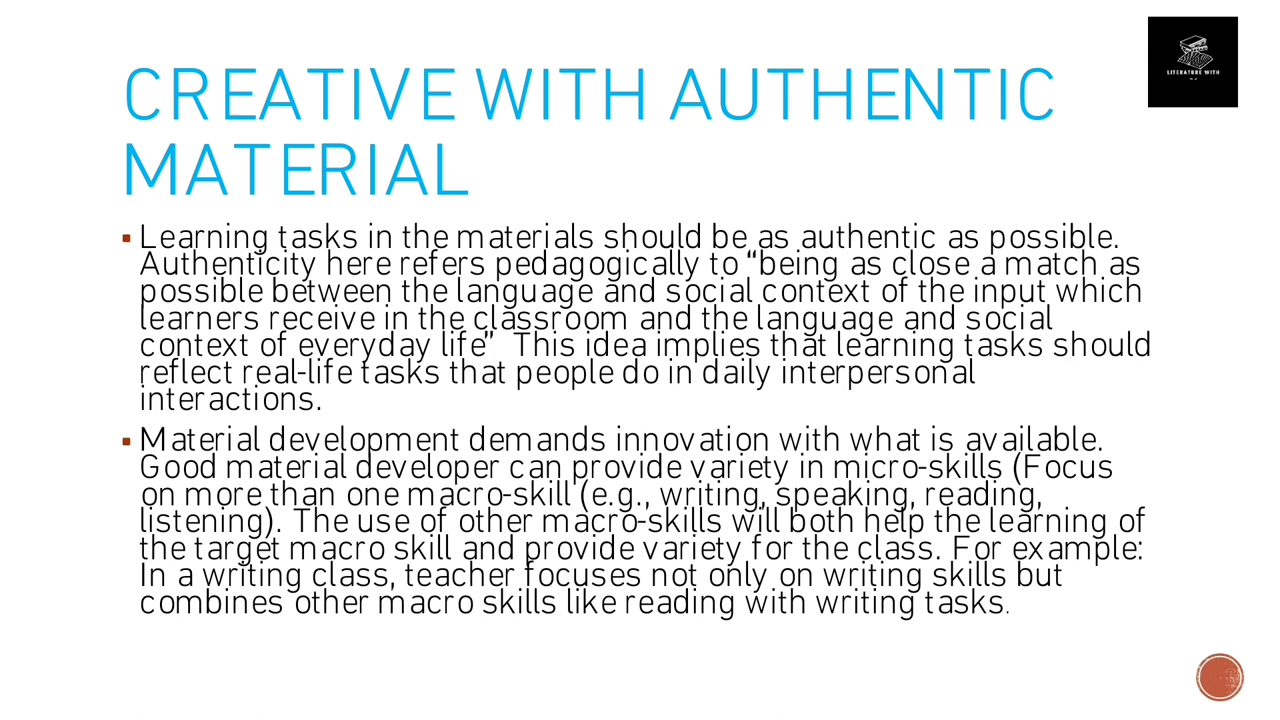 LITERATURE WITH
CREATIVE WITH AUTHENTIC
MATERIAL
Learning tasks in the materials should be as authentic as possible.
Authenticity here refers pedagogically to “being as close a match as
possible between the language and social context of the input which
learners receive in the classroom and the language and social
context of everyday life” This idea implies that learning tasks should
reflect real-life tasks that people do in daily interpersonal
interactions.
Material development demands innovation with what is available.
Good material developer can provide variety in micro-skills (Focus
on more than one macro-skill (e.g., writing, speaking, reading,
listening). The use of other macro-skills will both help the learning of
the target macro skill and provide variety for the class. For example:
In a writing class, teacher focuses not only on writing skills but
combines other macro skills like reading with writing tasks.